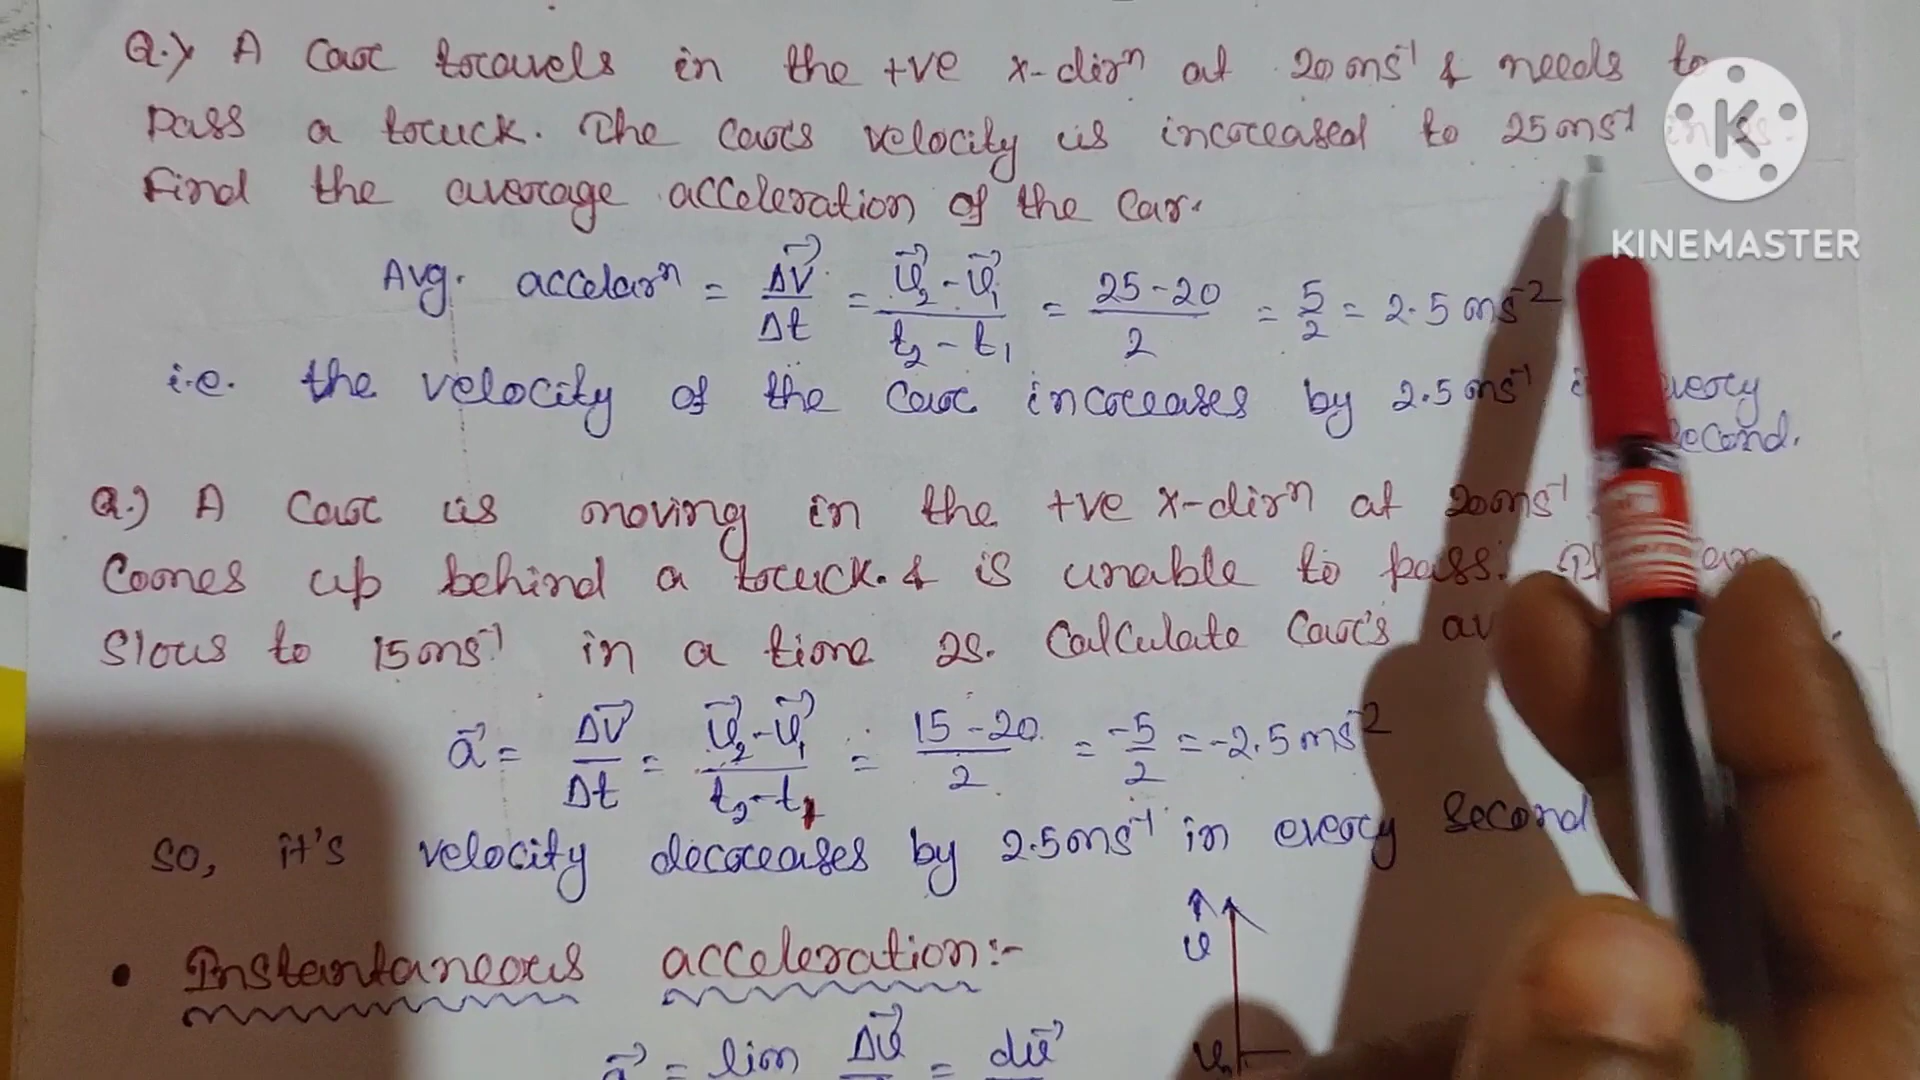 Q.) A car travels in the +ve x-dirⁿ at 20 ms⁻¹ & needs to
pass a truck. The car's velocity is increased to 25 ms⁻¹
Find the average acceleration of the car.
KINEMASTER
Avg. accelarⁿ = Δv⃗/Δt = (v⃗₂ - v⃗₁)/(t₂ - t₁) = (25-20)/2 = 5/2 = 2.5 ms⁻²
i.e. the velocity of the car increases by 2.5 ms⁻¹
second.
Q.) A car is moving in the +ve x-dirⁿ at 20 ms⁻¹
comes up behind a truck. & is unable to pass.
slows to 15 ms⁻¹ in a time 2s. Calculate car's
a⃗ = Δv⃗/Δt = (v⃗₂ - v⃗₁)/(t₂ - t₁) = (15-20)/2 = -5/2 = -2.5 ms⁻²
so, it's velocity decreases by 2.5 ms⁻¹ in every second
• Instantaneous acceleration:-
v
a⃗ = lim Δv⃗ = dv⃗